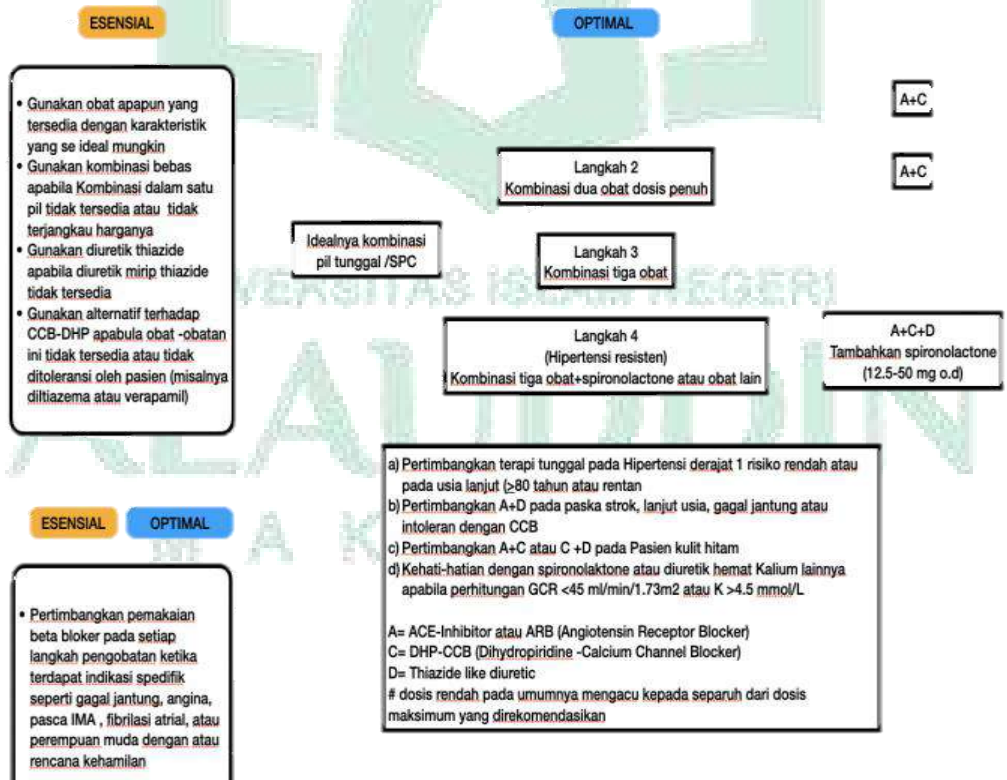 ESENSIAL
OPTIMAL
• Gunakan obat apapun yang
tersedia dengan karakteristik
yang se ideal mungkin
• Gunakan kombinasi bebas
apabila Kombinasi dalam satu
pil tidak tersedia atau tidak
terjangkau harganya
• Gunakan diuretik thiazide
apabila diuretik mirip thiazide
tidak tersedia
• Gunakan alternatif terhadap
CCB-DHP apabula obat -obatan
ini tidak tersedia atau tidak
ditoleransi oleh pasien (misalnya
diltiazema atau verapamil)
A+C
Langkah 2
Kombinasi dua obat dosis penuh
A+C
Idealnya kombinasi
pil tunggal /SPC
Langkah 3
Kombinasi tiga obat
Langkah 4
(Hipertensi resisten)
Kombinasi tiga obat+spironolactone atau obat lain
A+C+D
Tambahkan spironolactone
(12.5-50 mg o.d)
a) Pertimbangkan terapi tunggal pada Hipertensi derajat 1 risiko rendah atau
pada usia lanjut (≥80 tahun atau rentan
b) Pertimbangkan A+D pada paska strok, lanjut usia, gagal jantung atau
intoleran dengan CCB
c) Pertimbangkan A+C atau C +D pada Pasien kulit hitam
d) Kehati-hatian dengan spironolaktone atau diuretik hemat Kalium lainnya
apabila perhitungan GCR <45 ml/min/1.73m2 atau K >4.5 mmol/L
A= ACE-Inhibitor atau ARB (Angiotensin Receptor Blocker)
C= DHP-CCB (Dihydropiridine -Calcium Channel Blocker)
D= Thiazide like diuretic
# dosis rendah pada umumnya mengacu kepada separuh dari dosis
maksimum yang direkomendasikan
ESENSIAL
OPTIMAL
• Pertimbangkan pemakaian
beta bloker pada setiap
langkah pengobatan ketika
terdapat indikasi spesifik
seperti gagal jantung, angina,
pasca IMA , fibrilasi atrial, atau
perempuan muda dengan atau
rencana kehamilan
UNIVERSITAS ISLAM NEGERI
ALAUDDIN